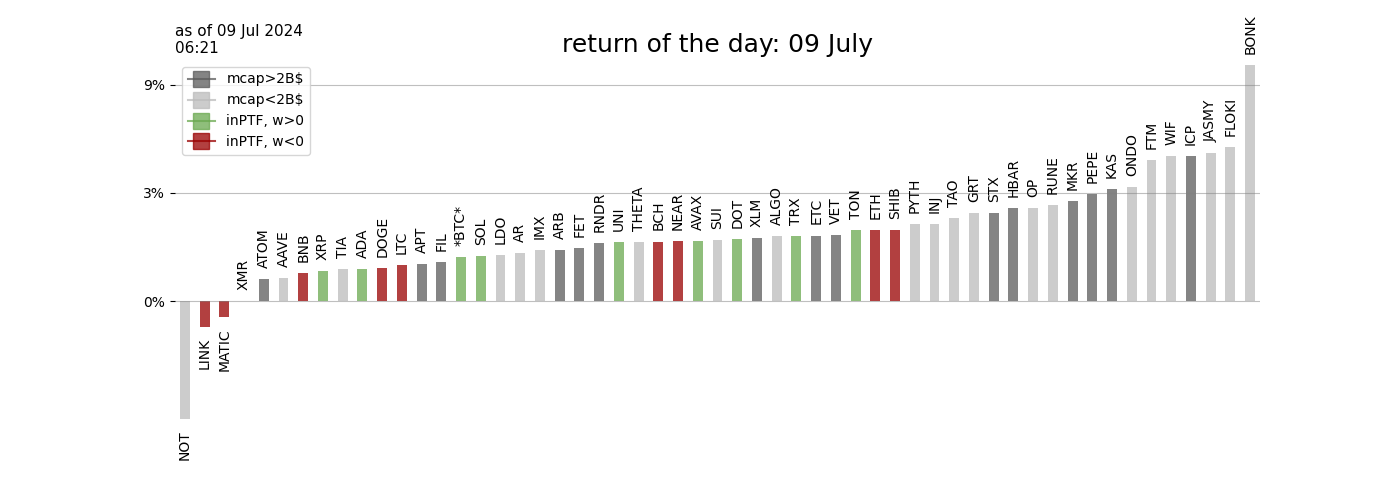 as of 09 Jul 2024
06:21
return of the day: 09 July
mcap>2B$
mcap<2B$
inPTF, w>0
inPTF, w<0
9%
3%
0%
NOT
LINK
MATIC
XMR
ATOM
AAVE
BNB
XRP
TIA
ADA
DOGE
LTC
APT
FIL
*BTC*
SOL
LDO
AR
IMX
ARB
FET
RNDR
UNI
THETA
BCH
NEAR
AVAX
SUI
DOT
XLM
ALGO
TRX
ETC
VET
TON
ETH
SHIB
PYTH
INJ
TAO
GRT
STX
HBAR
OP
RUNE
MKR
PEPE
KAS
ONDO
FTM
WIF
ICP
JASMY
FLOKI
BONK